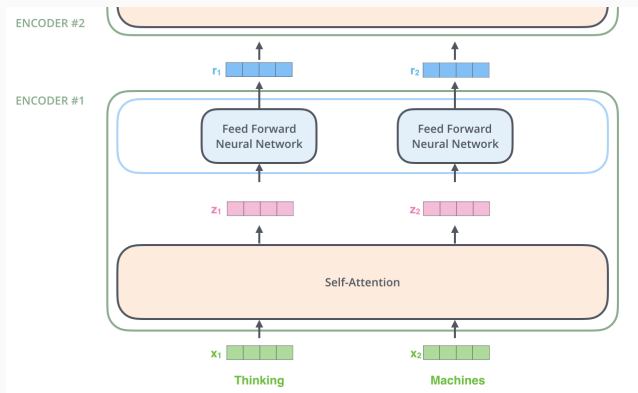 ENCODER #2
r₁
r₂
ENCODER #1
Feed Forward
Neural Network
Feed Forward
Neural Network
z₁
z₂
Self-Attention
x₁
x₂
Thinking
Machines